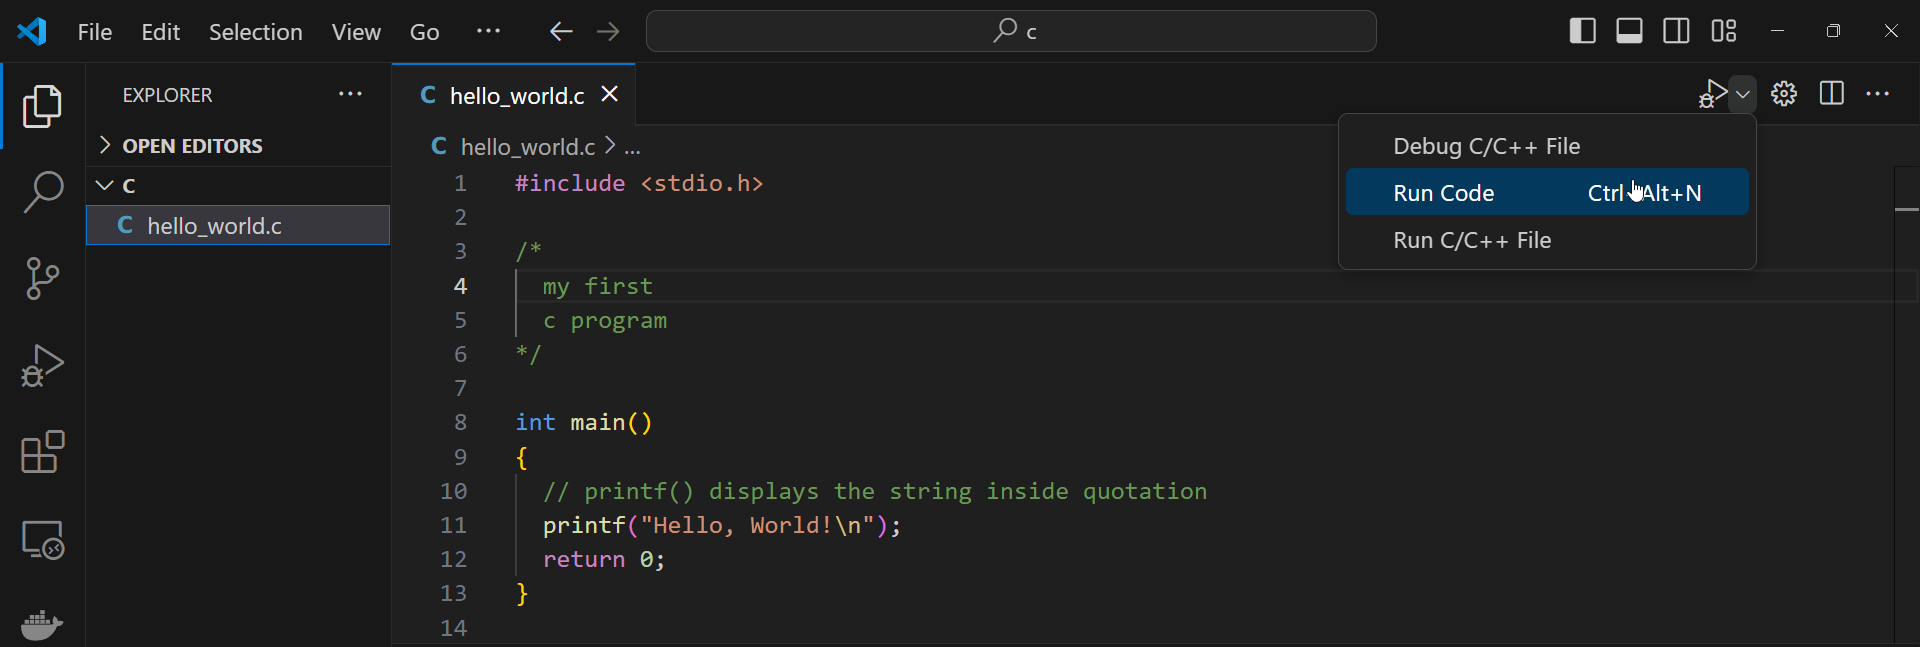 File Edit Selection View Go ··· c
EXPLORER ···
OPEN EDITORS
C
C hello_world.c
C hello_world.c
C hello_world.c > ...
1 #include <stdio.h>
2
3 /*
4 my first
5 c program
6 */
7
8 int main()
9 {
10 // printf() displays the string inside quotation
11 printf("Hello, World!\n");
12 return 0;
13 }
14
Debug C/C++ File
Run Code Ctrl+Alt+N
Run C/C++ File